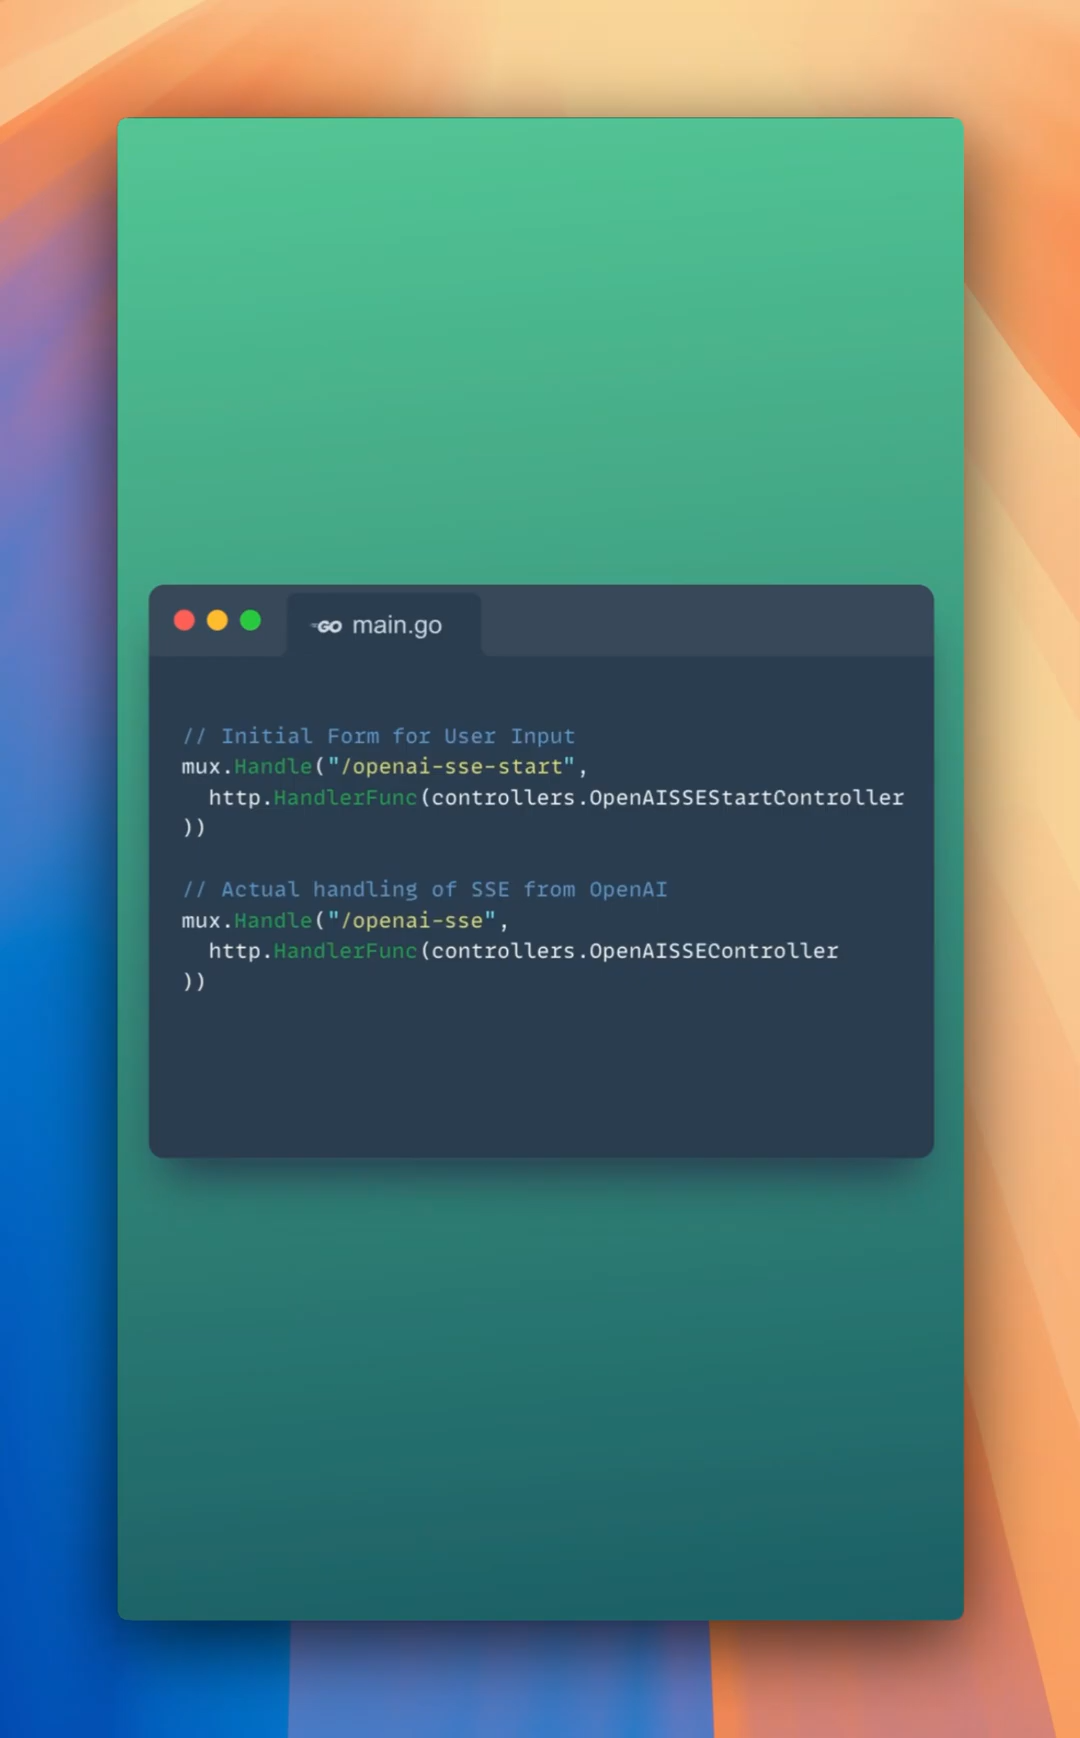 GO main.go
// Initial Form for User Input
mux.Handle("/openai-sse-start",
  http.HandlerFunc(controllers.OpenAISSEStartController
))
// Actual handling of SSE from OpenAI
mux.Handle("/openai-sse",
  http.HandlerFunc(controllers.OpenAISSEController
))